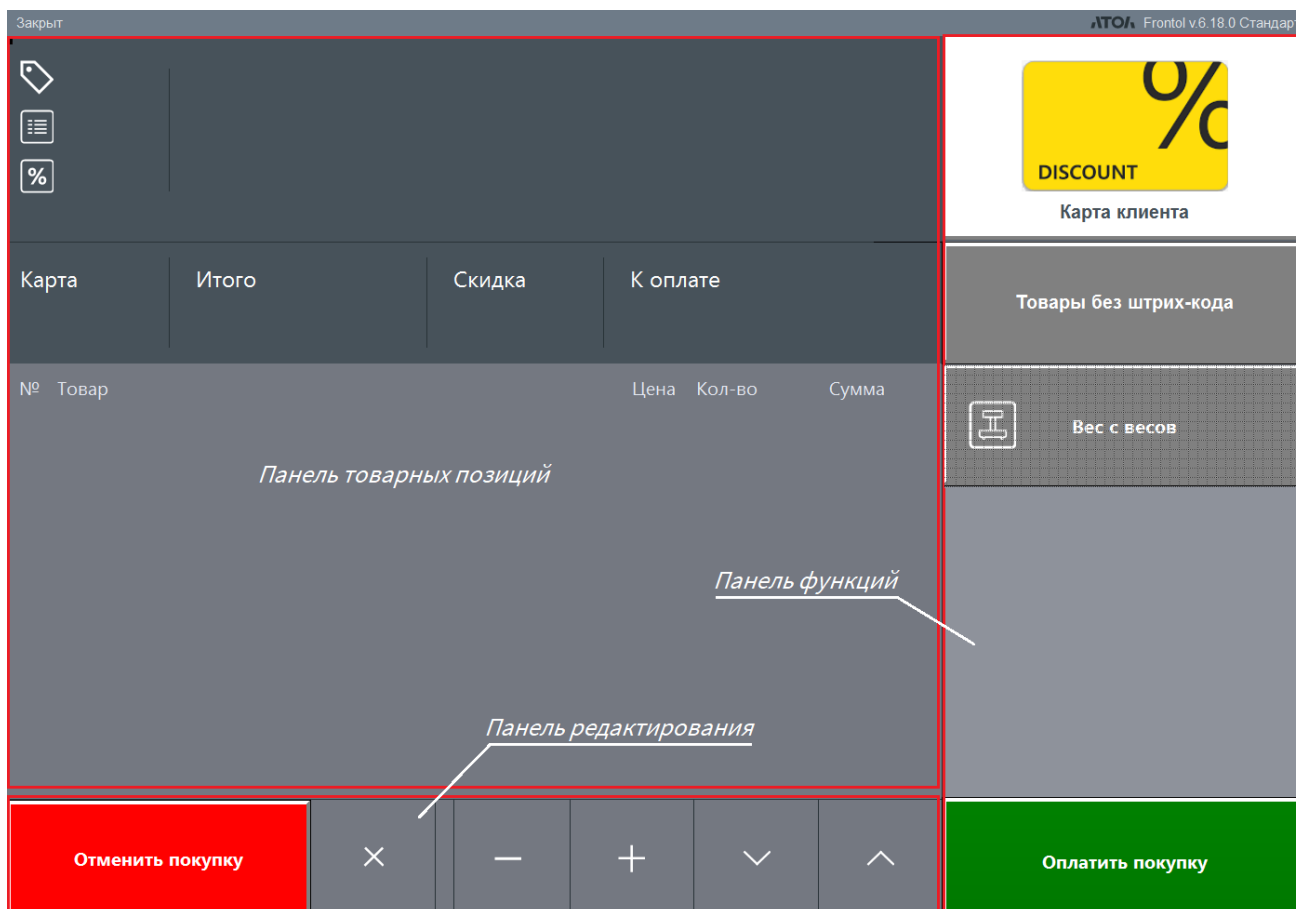 Закрыт
АТОЛ Frontol v.6.18.0 Стандарт
%
DISCOUNT
Карта клиента
%
Карта Итого Скидка К оплате
Товары без штрих-кода
№ Товар Цена Кол-во Сумма
Вес с весов
Панель товарных позиций
Панель функций
Панель редактирования
Отменить покупку
Оплатить покупку